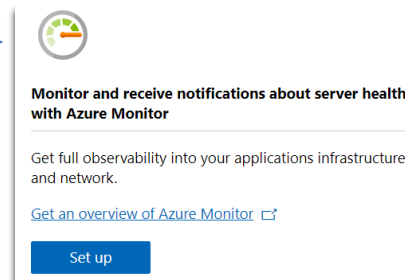 Monitor and receive notifications about server health
with Azure Monitor
Get full observability into your applications infrastructure
and network.
Get an overview of Azure Monitor
Set up